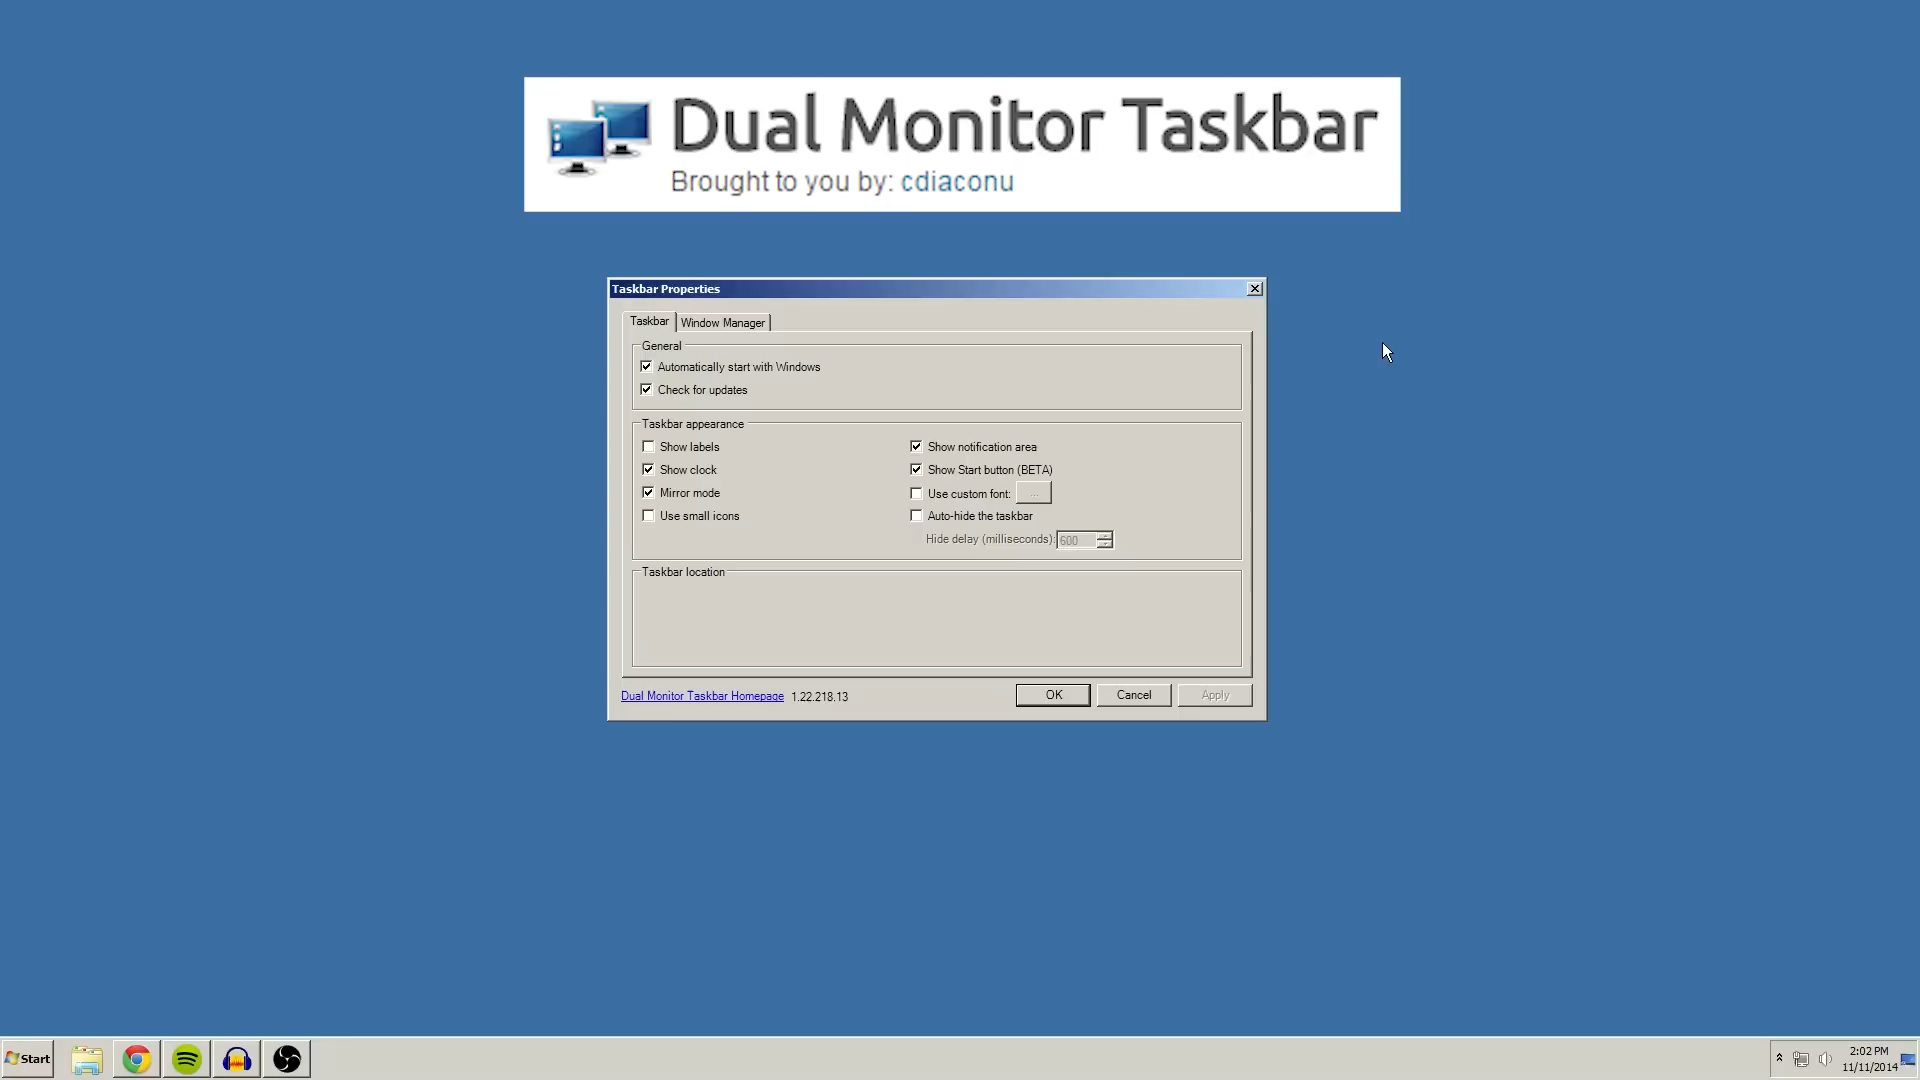 Dual Monitor Taskbar
Brought to you by: cdiaconu
Taskbar Properties
Taskbar Window Manager
General
Automatically start with Windows
Check for updates
Taskbar appearance
Show labels
Show clock
Mirror mode
Use small icons
Show notification area
Show Start button (BETA)
Use custom font: ...
Auto-hide the taskbar
Hide delay (milliseconds): 600
Taskbar location
Dual Monitor Taskbar Homepage 1.22.218.13
OK Cancel Apply
Start
2:02 PM
11/11/2014